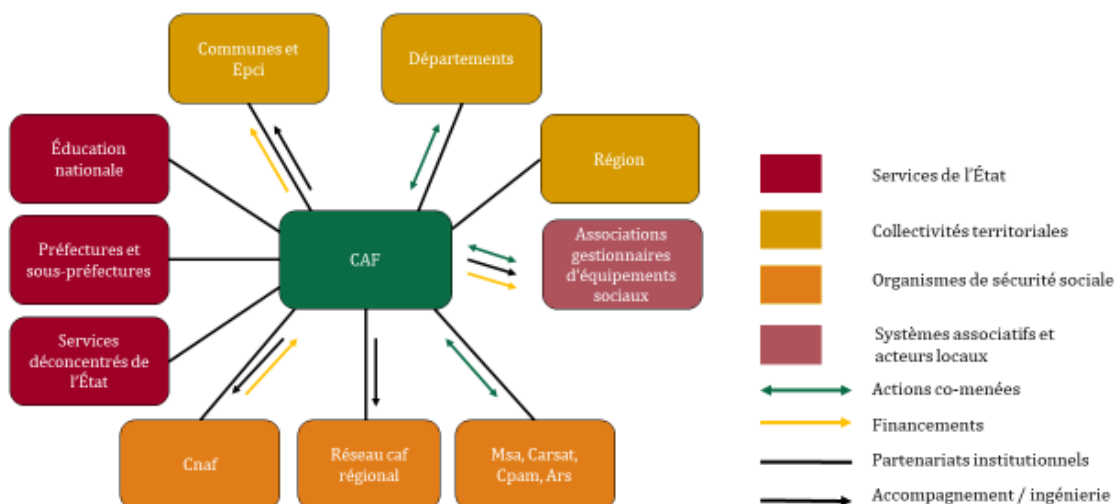 Communes et
Epci
Départements
Éducation
nationale
Région
Préfectures et
sous-préfectures
CAF
Associations
gestionnaires
d'équipements
sociaux
Services
déconcentrés de
l'État
Cnaf
Réseau caf
régional
Msa, Carsat,
Cpam, Ars
Services de l'État
Collectivités territoriales
Organismes de sécurité sociale
Systèmes associatifs et
acteurs locaux
Actions co-menées
Financements
Partenariats institutionnels
Accompagnement / ingénierie